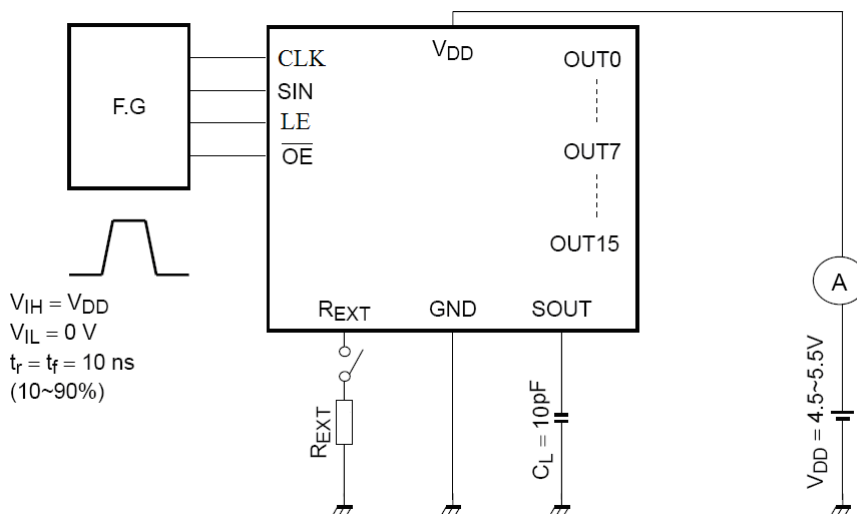 F.G
CLK
SIN
LE
OE
VDD
OUT0
OUT7
OUT15
REXT
GND
SOUT
VIH = VDD
VIL = 0 V
tr = tf = 10 ns
(10~90%)
REXT
CL = 10pF
A
VDD = 4.5~5.5V